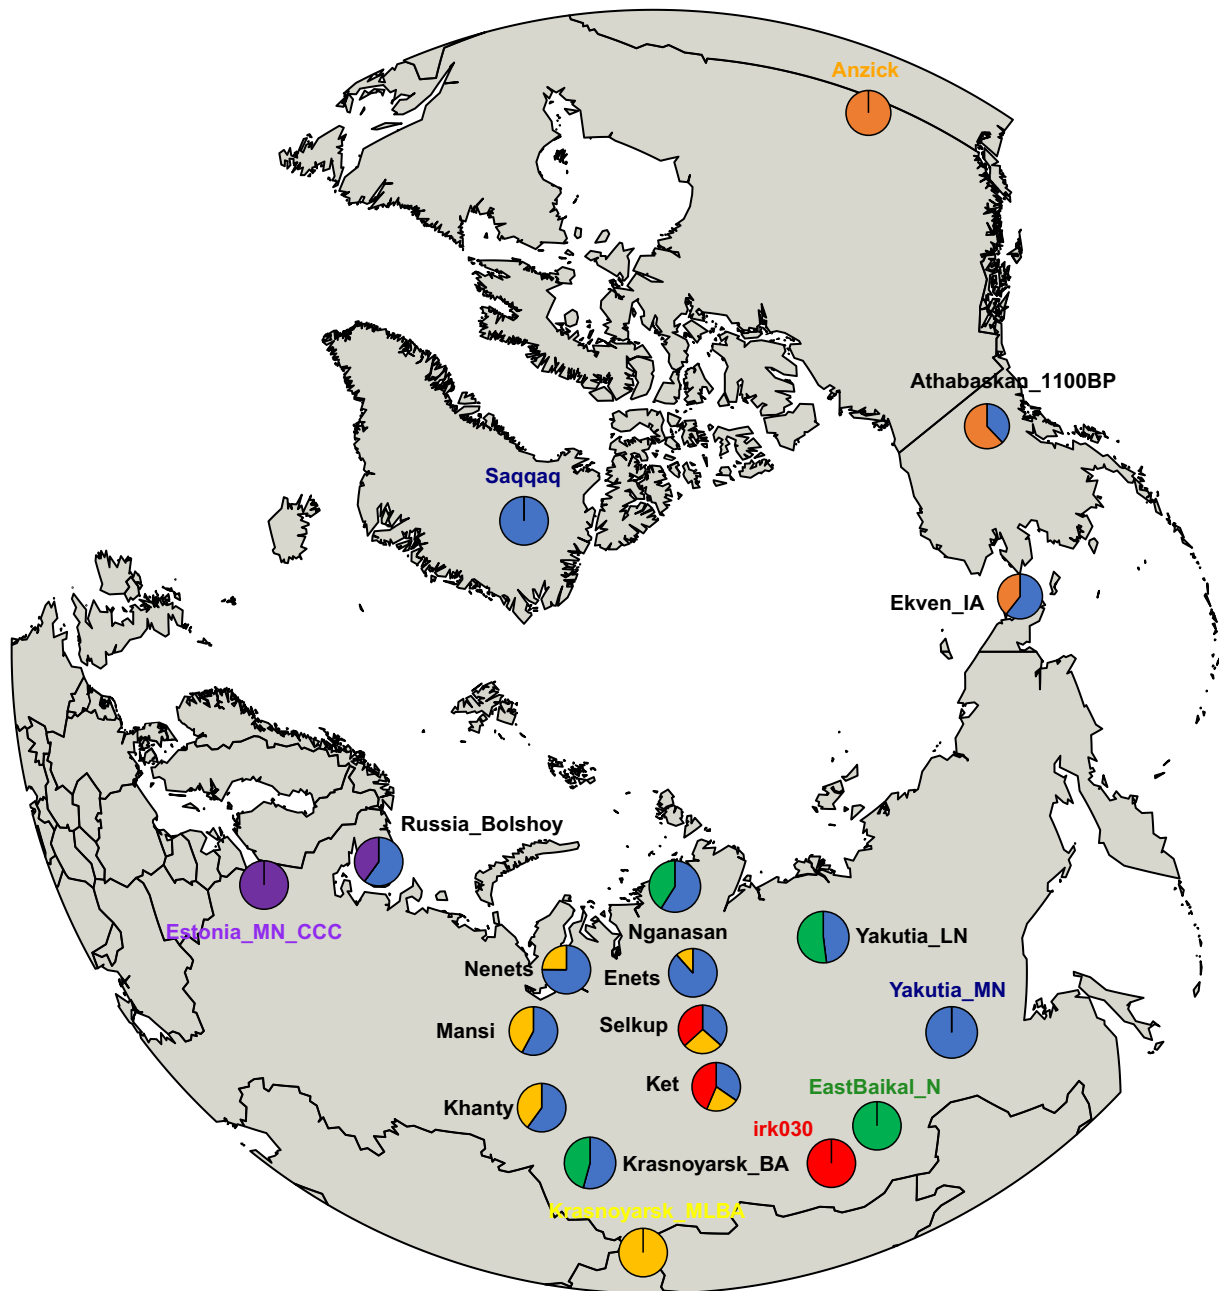 Anzick
Athabaskan_1100BP
Saqqaq
Ekven_IA
Russia_Bolshoy
Estonia_MN_CCC
Nganasan
Yakutia_LN
Nenets
Enets
Yakutia_MN
Mansi
Selkup
Ket
EastBaikal_N
Khanty
irk030
Krasnoyarsk_BA
Krasnoyarsk_MLBA